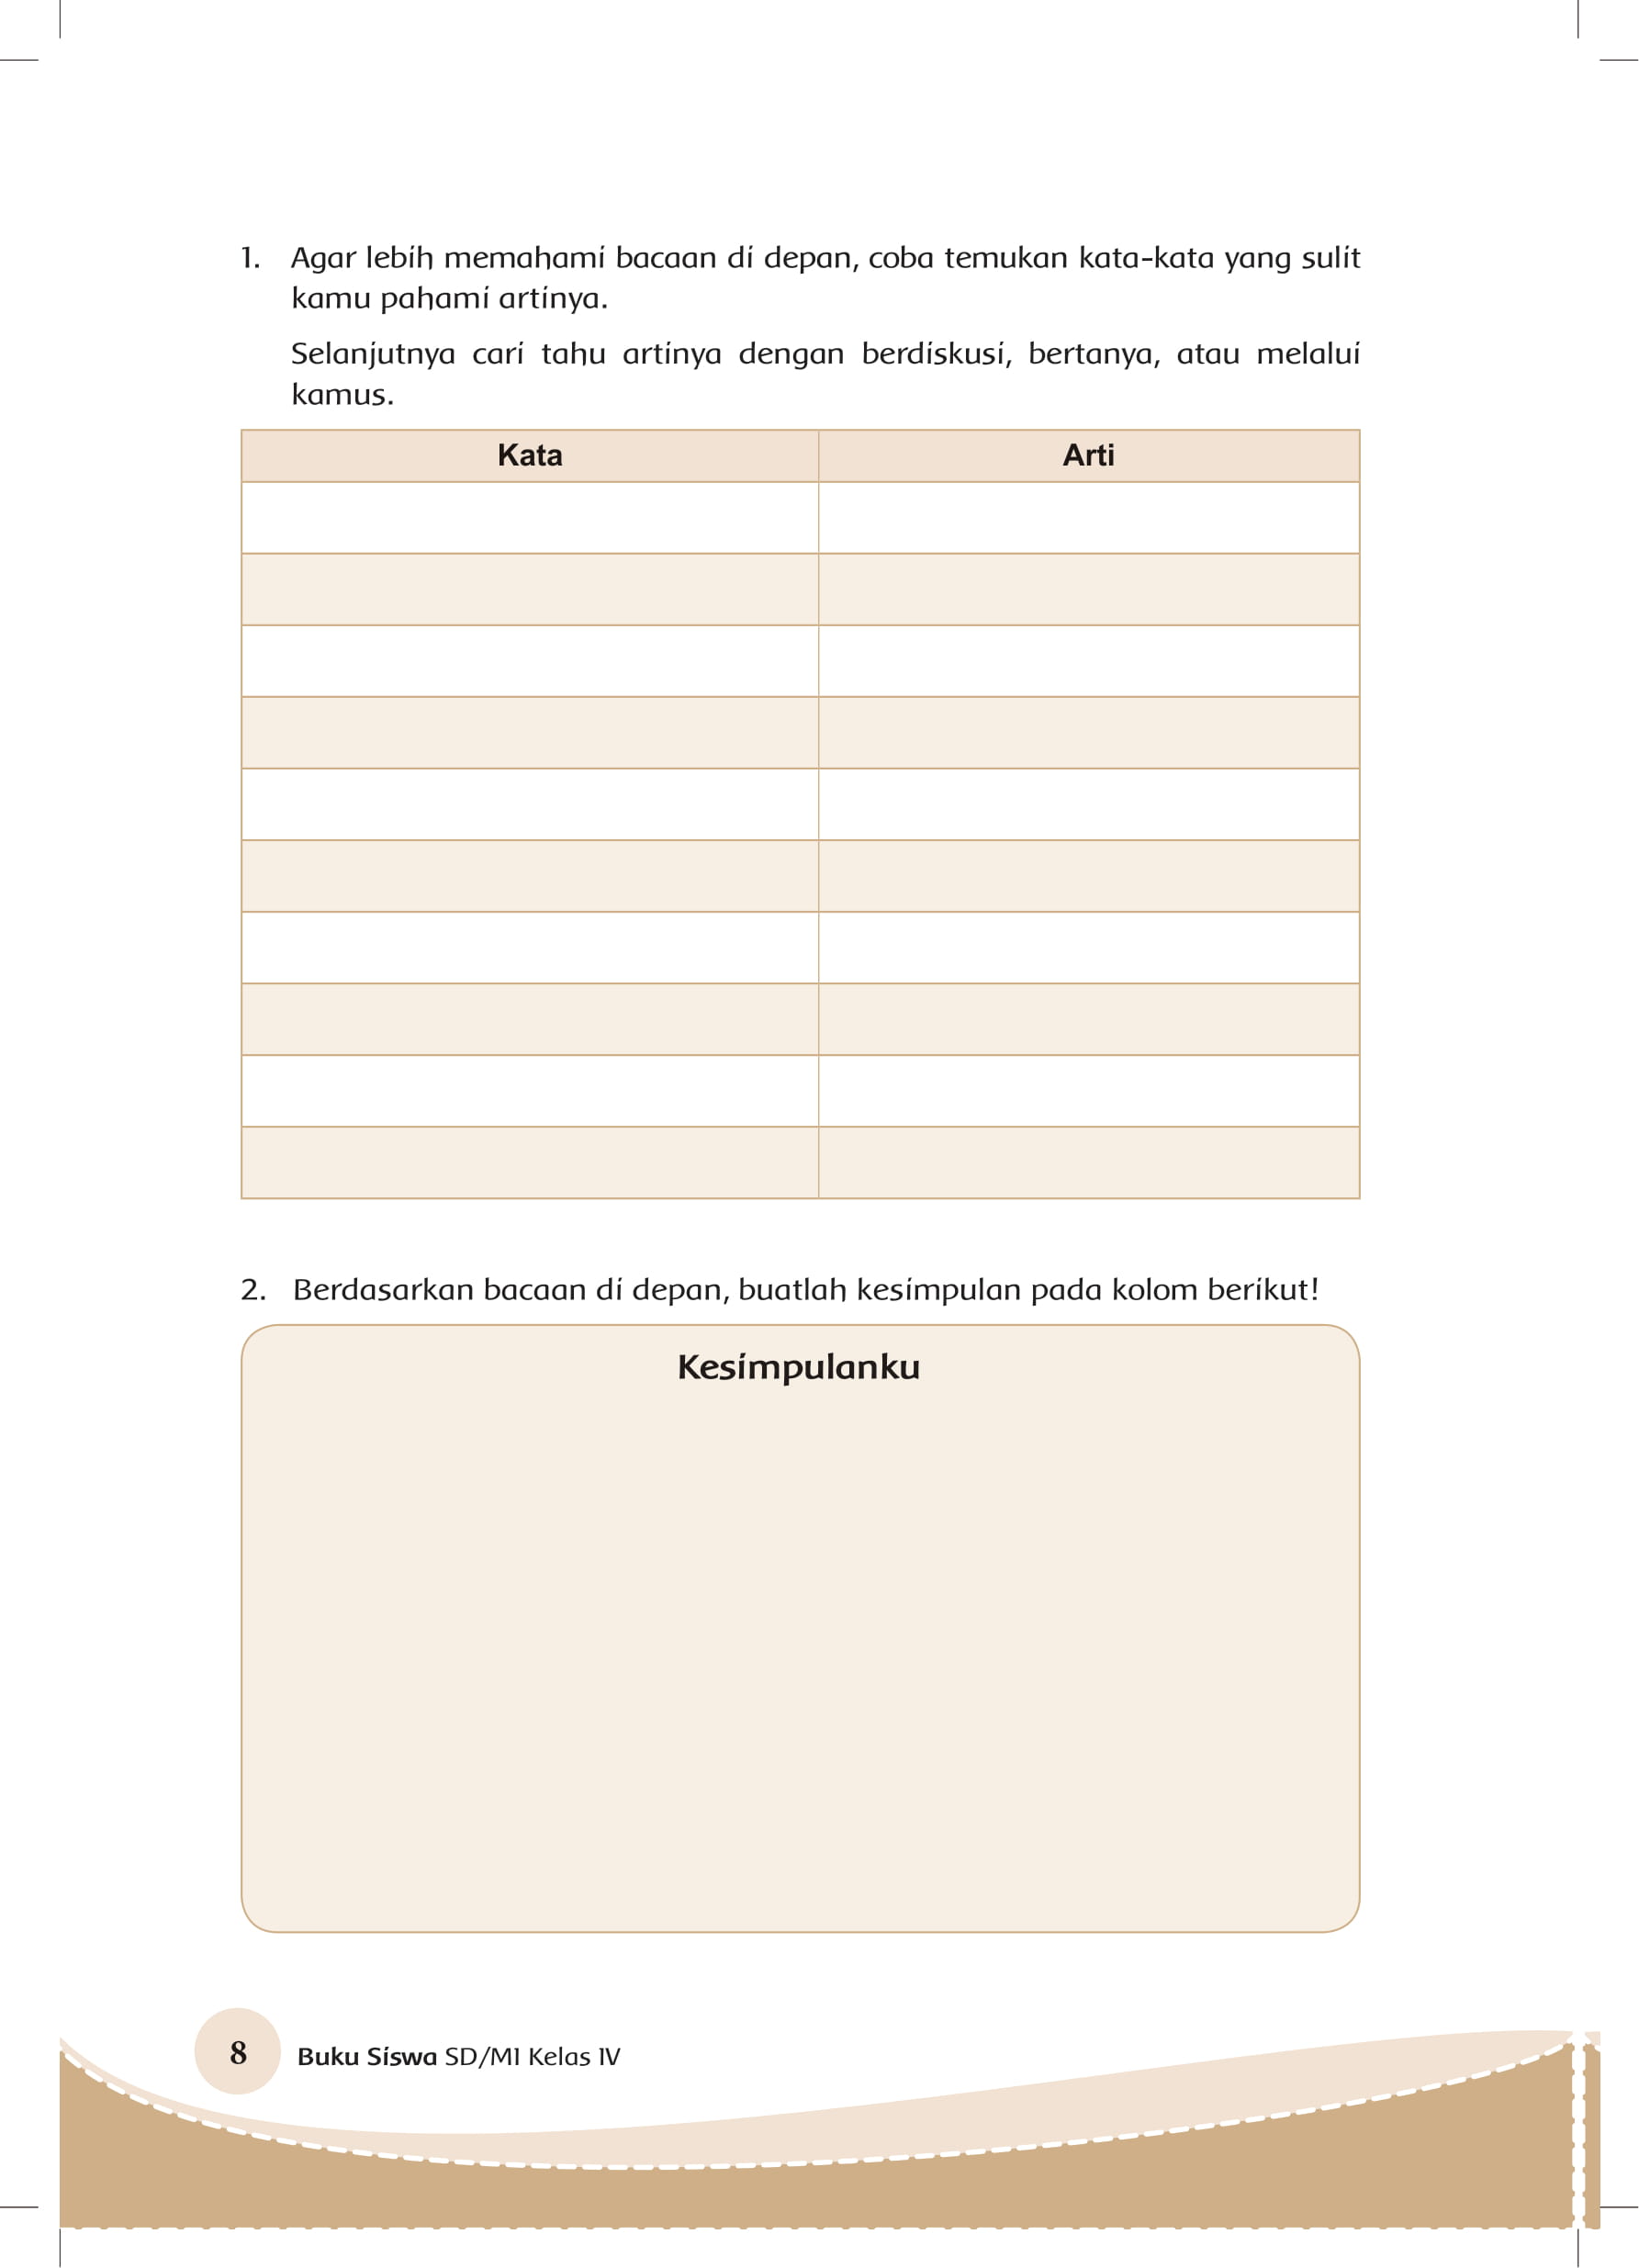 1. Agar lebih memahami bacaan di depan, coba temukan kata-kata yang sulit
kamu pahami artinya.
Selanjutnya cari tahu artinya dengan berdiskusi, bertanya, atau melalui
kamus.
Kata Arti
2. Berdasarkan bacaan di depan, buatlah kesimpulan pada kolom berikut!
Kesimpulanku
8 Buku Siswa SD/MI Kelas IV